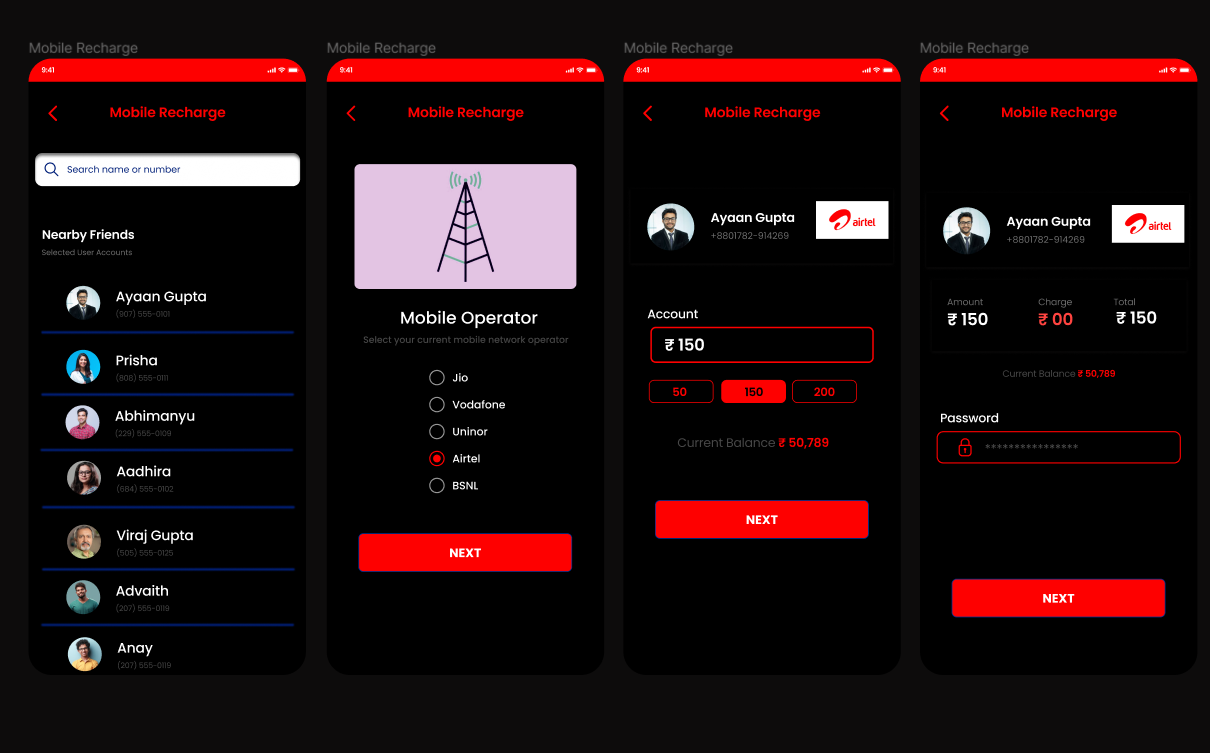 Mobile Recharge
9:41
Mobile Recharge
Search name or number
Nearby Friends
Selected User Accounts
Ayaan Gupta
(907) 555-0101
Prisha
(808) 555-0111
Abhimanyu
(229) 555-0109
Aadhira
(684) 555-0102
Viraj Gupta
(505) 555-0125
Advaith
(207) 555-0119
Anay
(207) 555-0119
Mobile Recharge
9:41
Mobile Recharge
Mobile Operator
Select your current mobile network operator
Jio
Vodafone
Uninor
Airtel
BSNL
NEXT
Mobile Recharge
9:41
Mobile Recharge
Ayaan Gupta
+8801782-914269
airtel
Account
₹ 150
50 150 200
Current Balance ₹ 50,789
NEXT
Mobile Recharge
9:41
Mobile Recharge
Ayaan Gupta
+8801782-914269
airtel
Amount Charge Total
₹ 150 ₹ 00 ₹ 150
Current Balance ₹ 50,789
Password
****************
NEXT